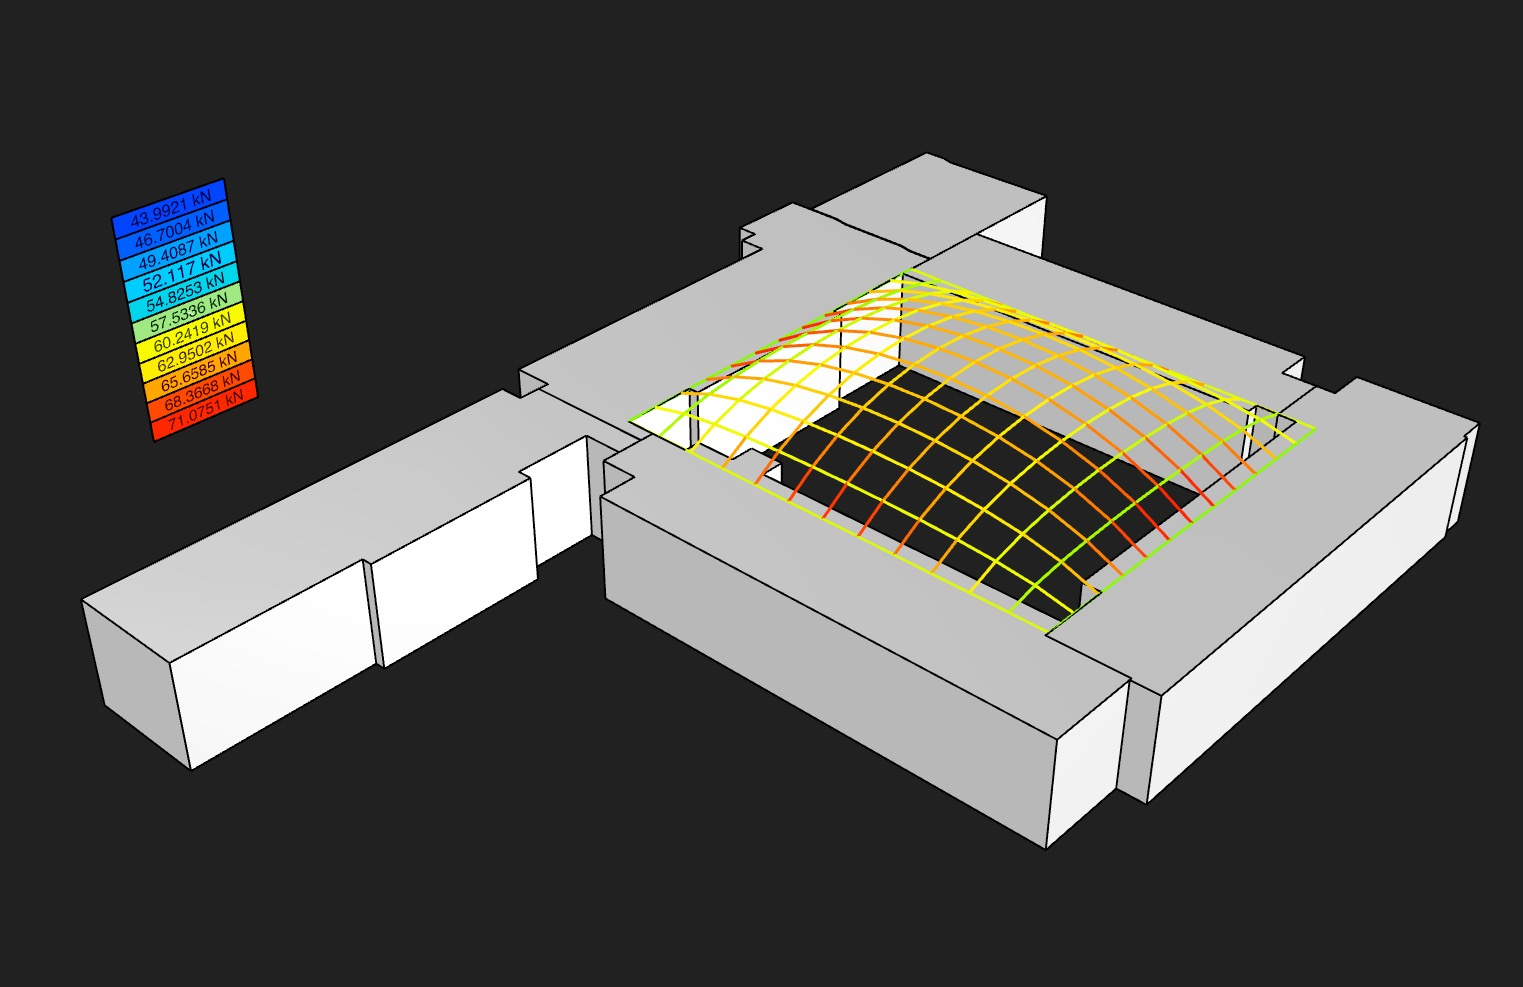 43.9921 kN
46.7004 kN
49.4087 kN
52.117 kN
54.8253 kN
57.5336 kN
60.2419 kN
62.9502 kN
65.6585 kN
68.3668 kN
71.0751 kN